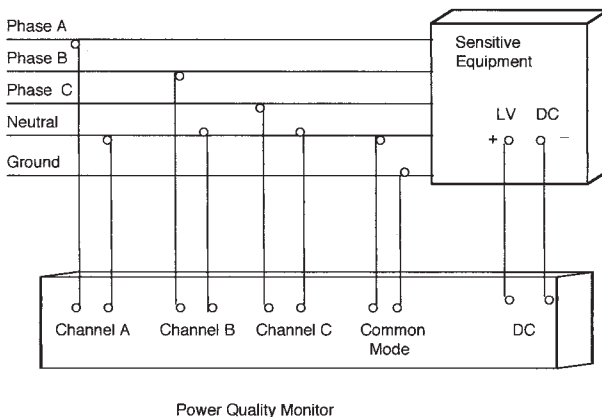 Phase A
Phase B
Phase C
Neutral
Ground
Sensitive
Equipment
LV DC
+ −
Channel A Channel B Channel C Common
Mode
DC
Power Quality Monitor